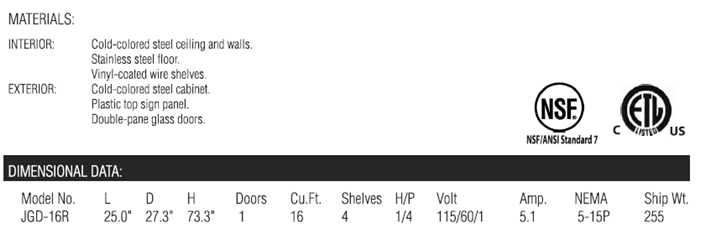 MATERIALS:
INTERIOR: Cold-colored steel ceiling and walls.
Stainless steel floor.
Vinyl-coated wire shelves.
EXTERIOR: Cold-colored steel cabinet.
Plastic top sign panel.
Double-pane glass doors.
NSF.
NSF/ANSI Standard 7
C ETL LISTED US
DIMENSIONAL DATA:
Model No. L D H Doors Cu.Ft. Shelves H/P Volt Amp. NEMA Ship Wt.
JGD-16R 25.0" 27.3" 73.3" 1 16 4 1/4 115/60/1 5.1 5-15P 255